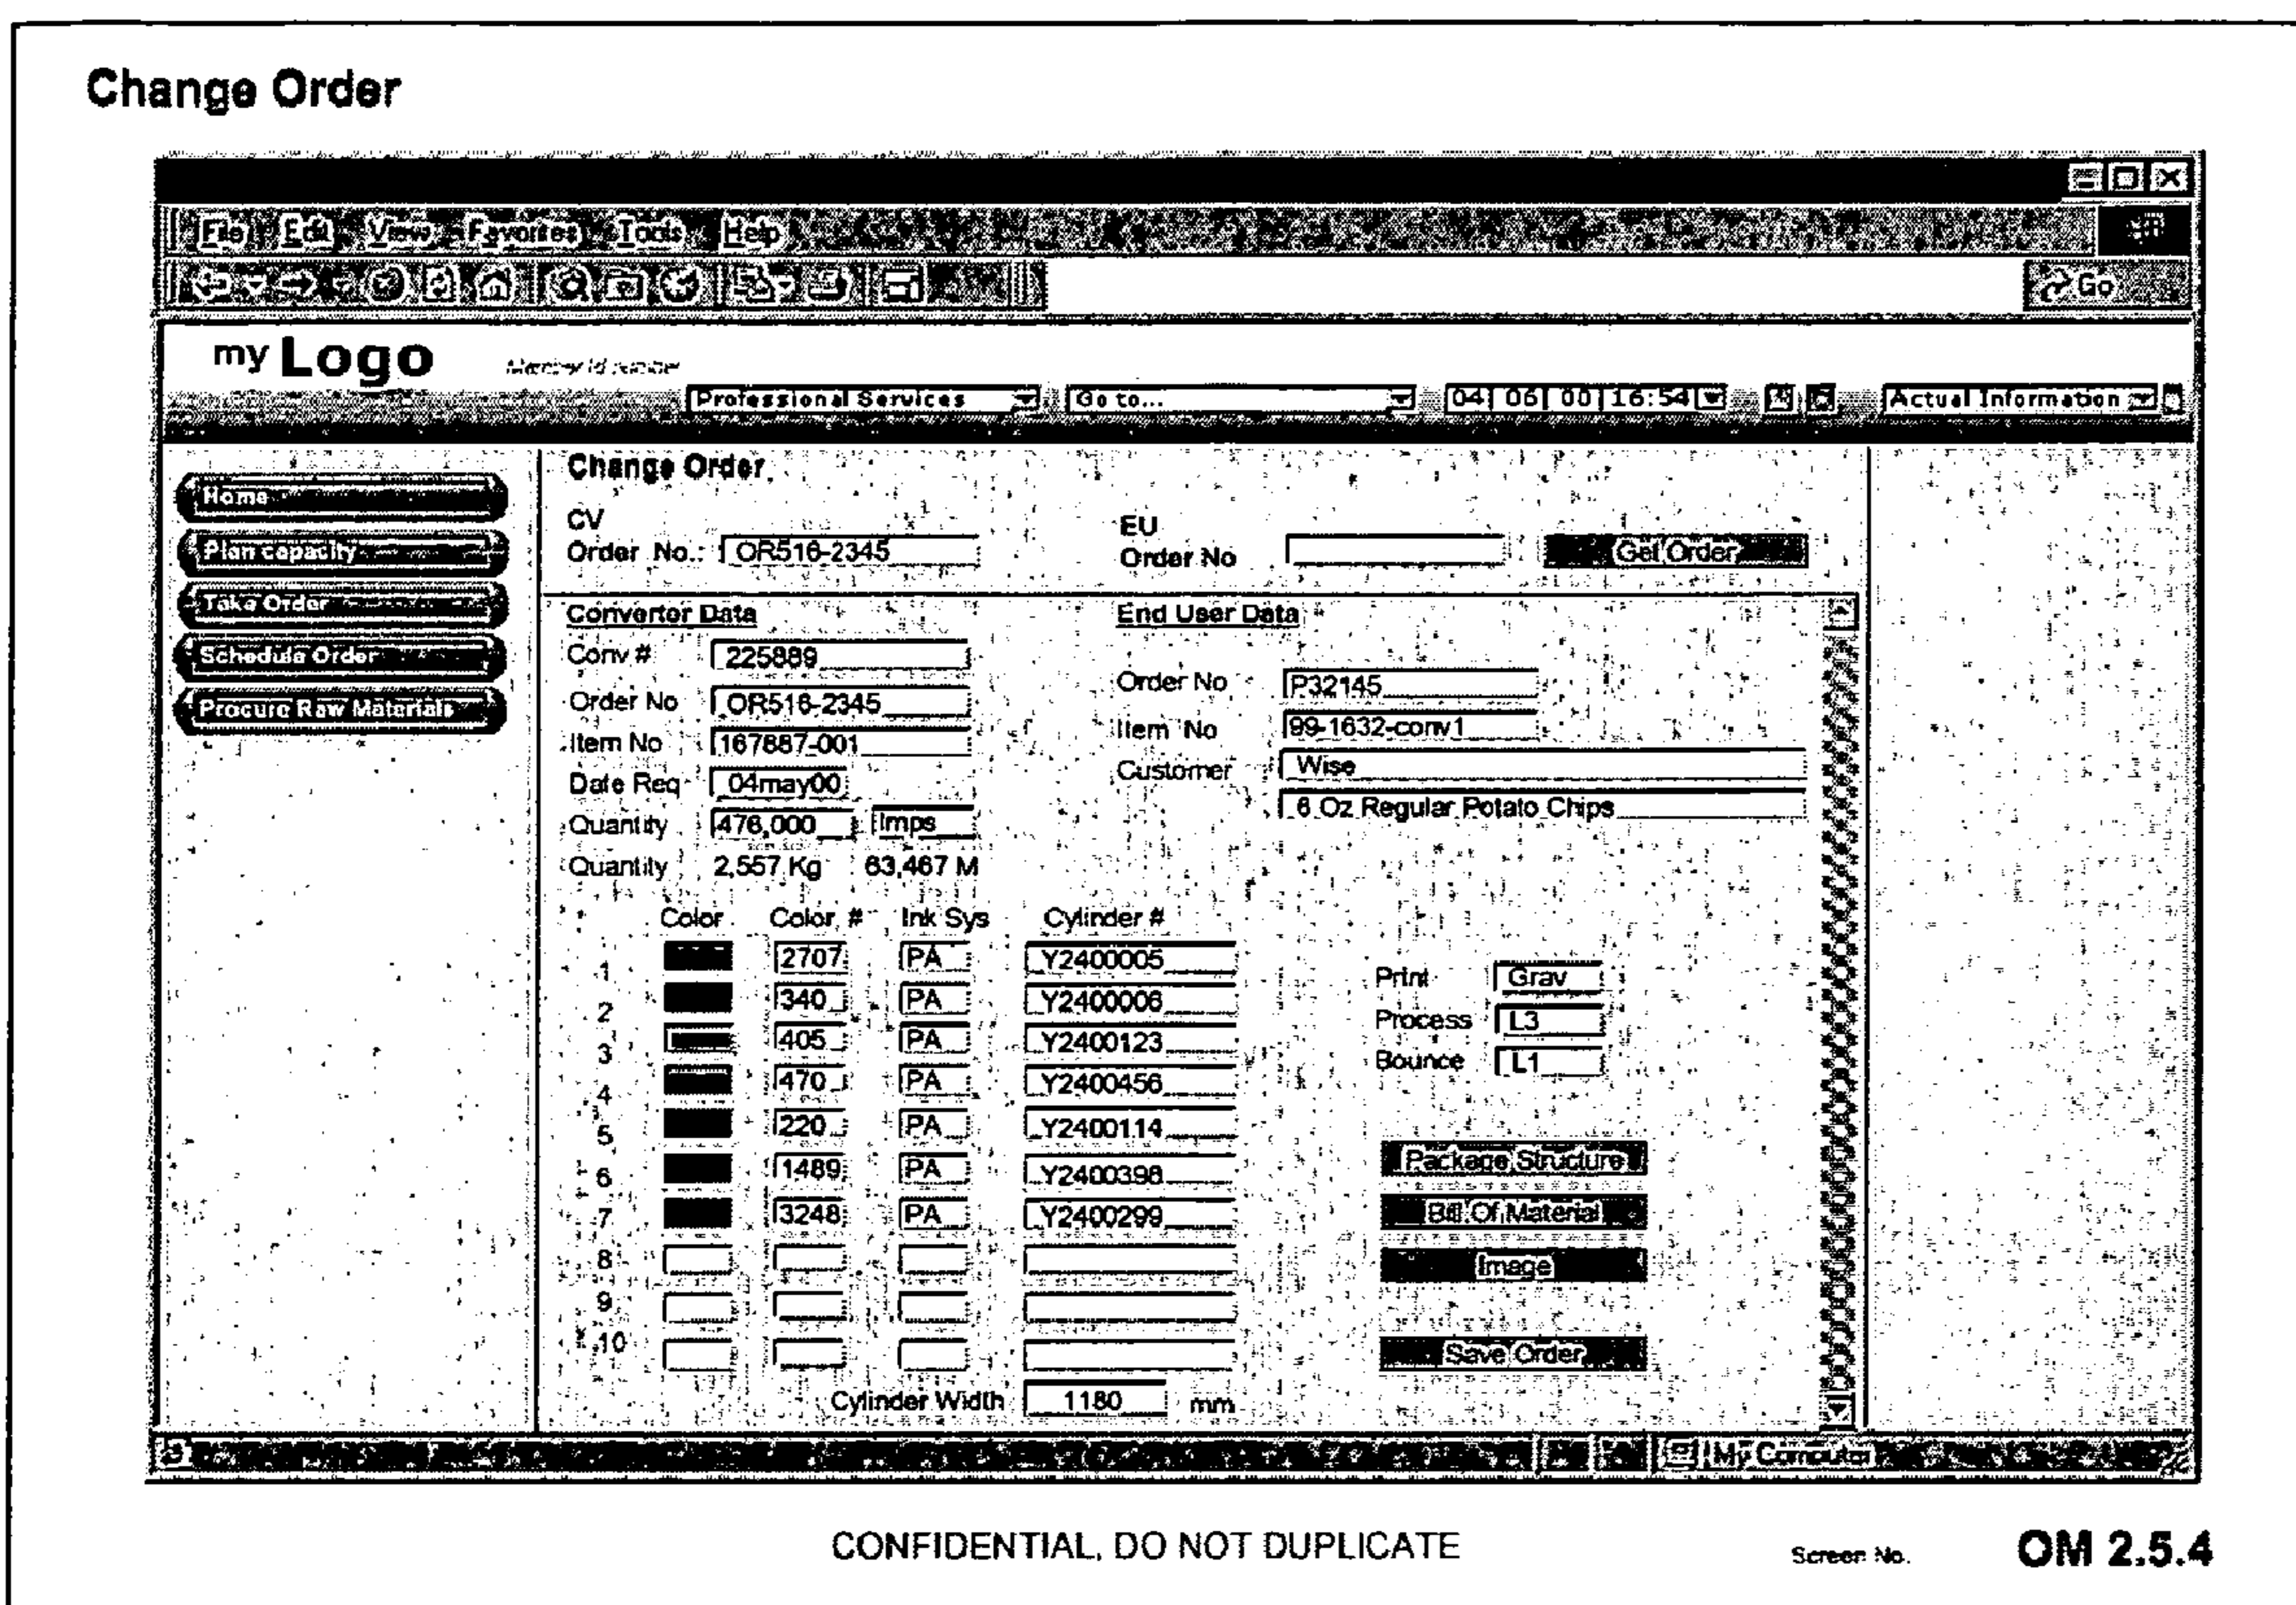 Change Order
File Edit View Favorites Tools Help
Go
my Logo Member Id number
Professional Services Go to... 04 06 00 16:54 Actual Information
Home
Plan capacity
Take Order
Schedule Order
Procure Raw Materials
Change Order
CV
Order No.: OR516-2345
EU
Order No Get Order
Convertor Data
Conv # 225889
Order No OR516-2345
Item No 167887-001
Date Req 04may00
Quantity 476,000 Imps
Quantity 2,557 Kg 63,467 M
End User Data
Order No P32145
Item No 99-1632-conv1
Customer Wise
6 Oz Regular Potato Chips
Color Color # Ink Sys Cylinder #
1 2707 PA Y2400005
2 340 PA Y2400006
3 405 PA Y2400123
4 470 PA Y2400456
5 220 PA Y2400114
6 1489 PA Y2400398
7 3248 PA Y2400299
8
9
10
Cylinder Width 1180 mm
Print Grav
Process L3
Bounce L1
Package Structure
Bill Of Material
Image
Save Order
My Computer
CONFIDENTIAL, DO NOT DUPLICATE
Screen No. OM 2.5.4